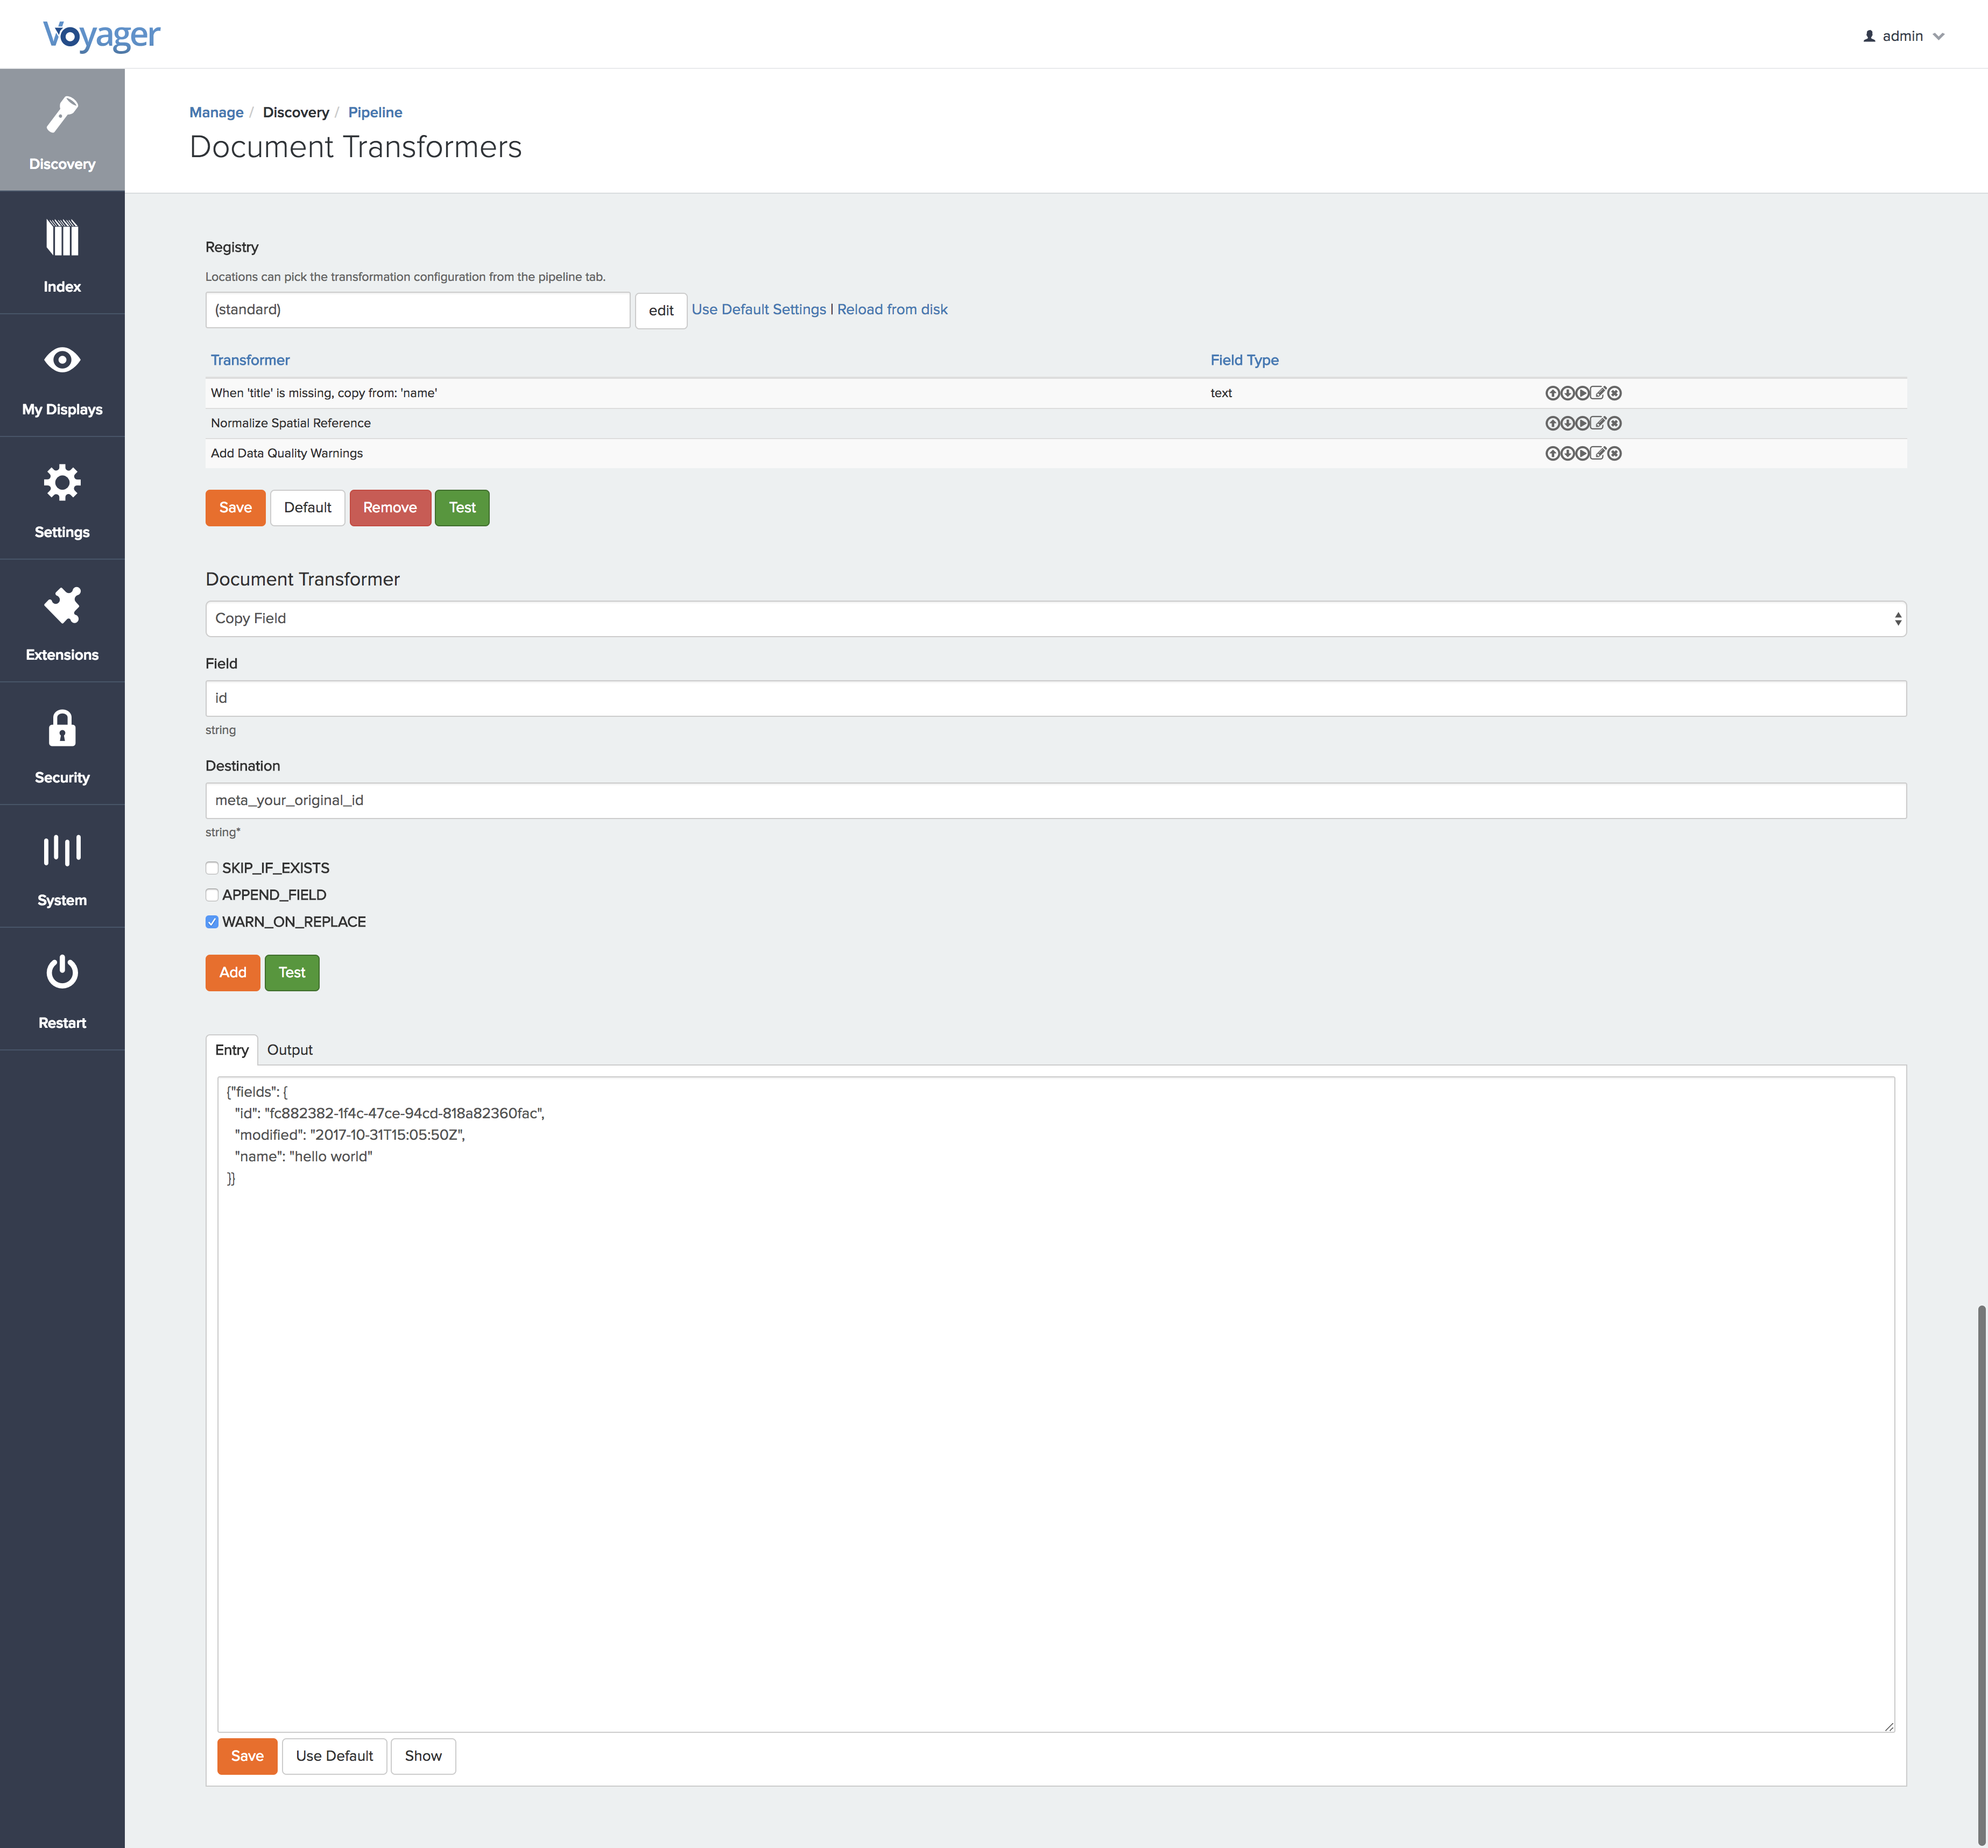 Voyager
admin
Discovery
Index
My Displays
Settings
Extensions
Security
System
Restart
Manage / Discovery / Pipeline
Document Transformers
Registry
Locations can pick the transformation configuration from the pipeline tab.
(standard) edit Use Default Settings | Reload from disk
Transformer Field Type
When 'title' is missing, copy from: 'name' text
Normalize Spatial Reference
Add Data Quality Warnings
Save Default Remove Test
Document Transformer
Copy Field
Field
id
string
Destination
meta_your_original_id
string*
SKIP_IF_EXISTS
APPEND_FIELD
WARN_ON_REPLACE
Add Test
Entry Output
{"fields": {
"id": "fc882382-1f4c-47ce-94cd-818a82360fac",
"modified": "2017-10-31T15:05:50Z",
"name": "hello world"
}}
Save Use Default Show